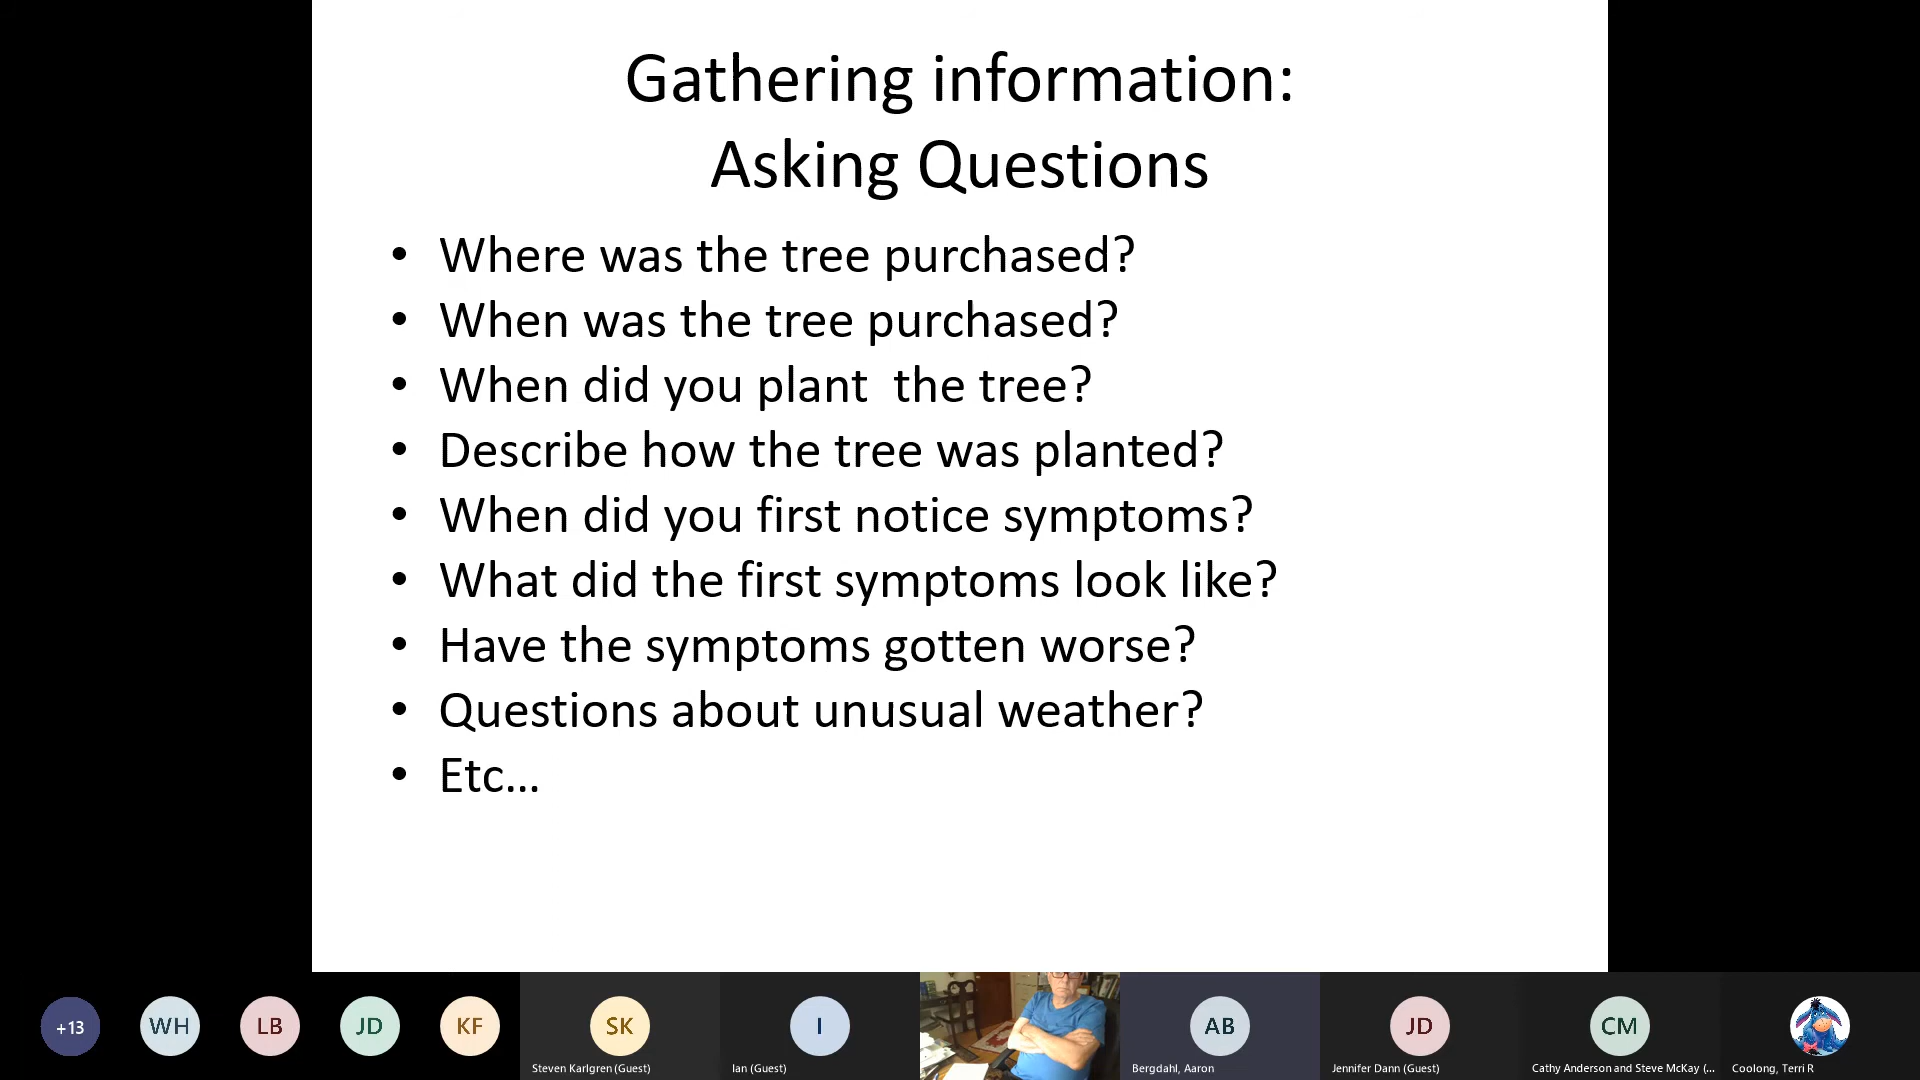 Gathering information:
Asking Questions
• Where was the tree purchased?
• When was the tree purchased?
• When did you plant  the tree?
• Describe how the tree was planted?
• When did you first notice symptoms?
• What did the first symptoms look like?
• Have the symptoms gotten worse?
• Questions about unusual weather?
• Etc…
+13
WH
LB
JD
KF
SK
Steven Karlgren (Guest)
I
Ian (Guest)
AB
Bergdahl, Aaron
JD
Jennifer Dann (Guest)
CM
Cathy Anderson and Steve McKay (...
Coolong, Terri R